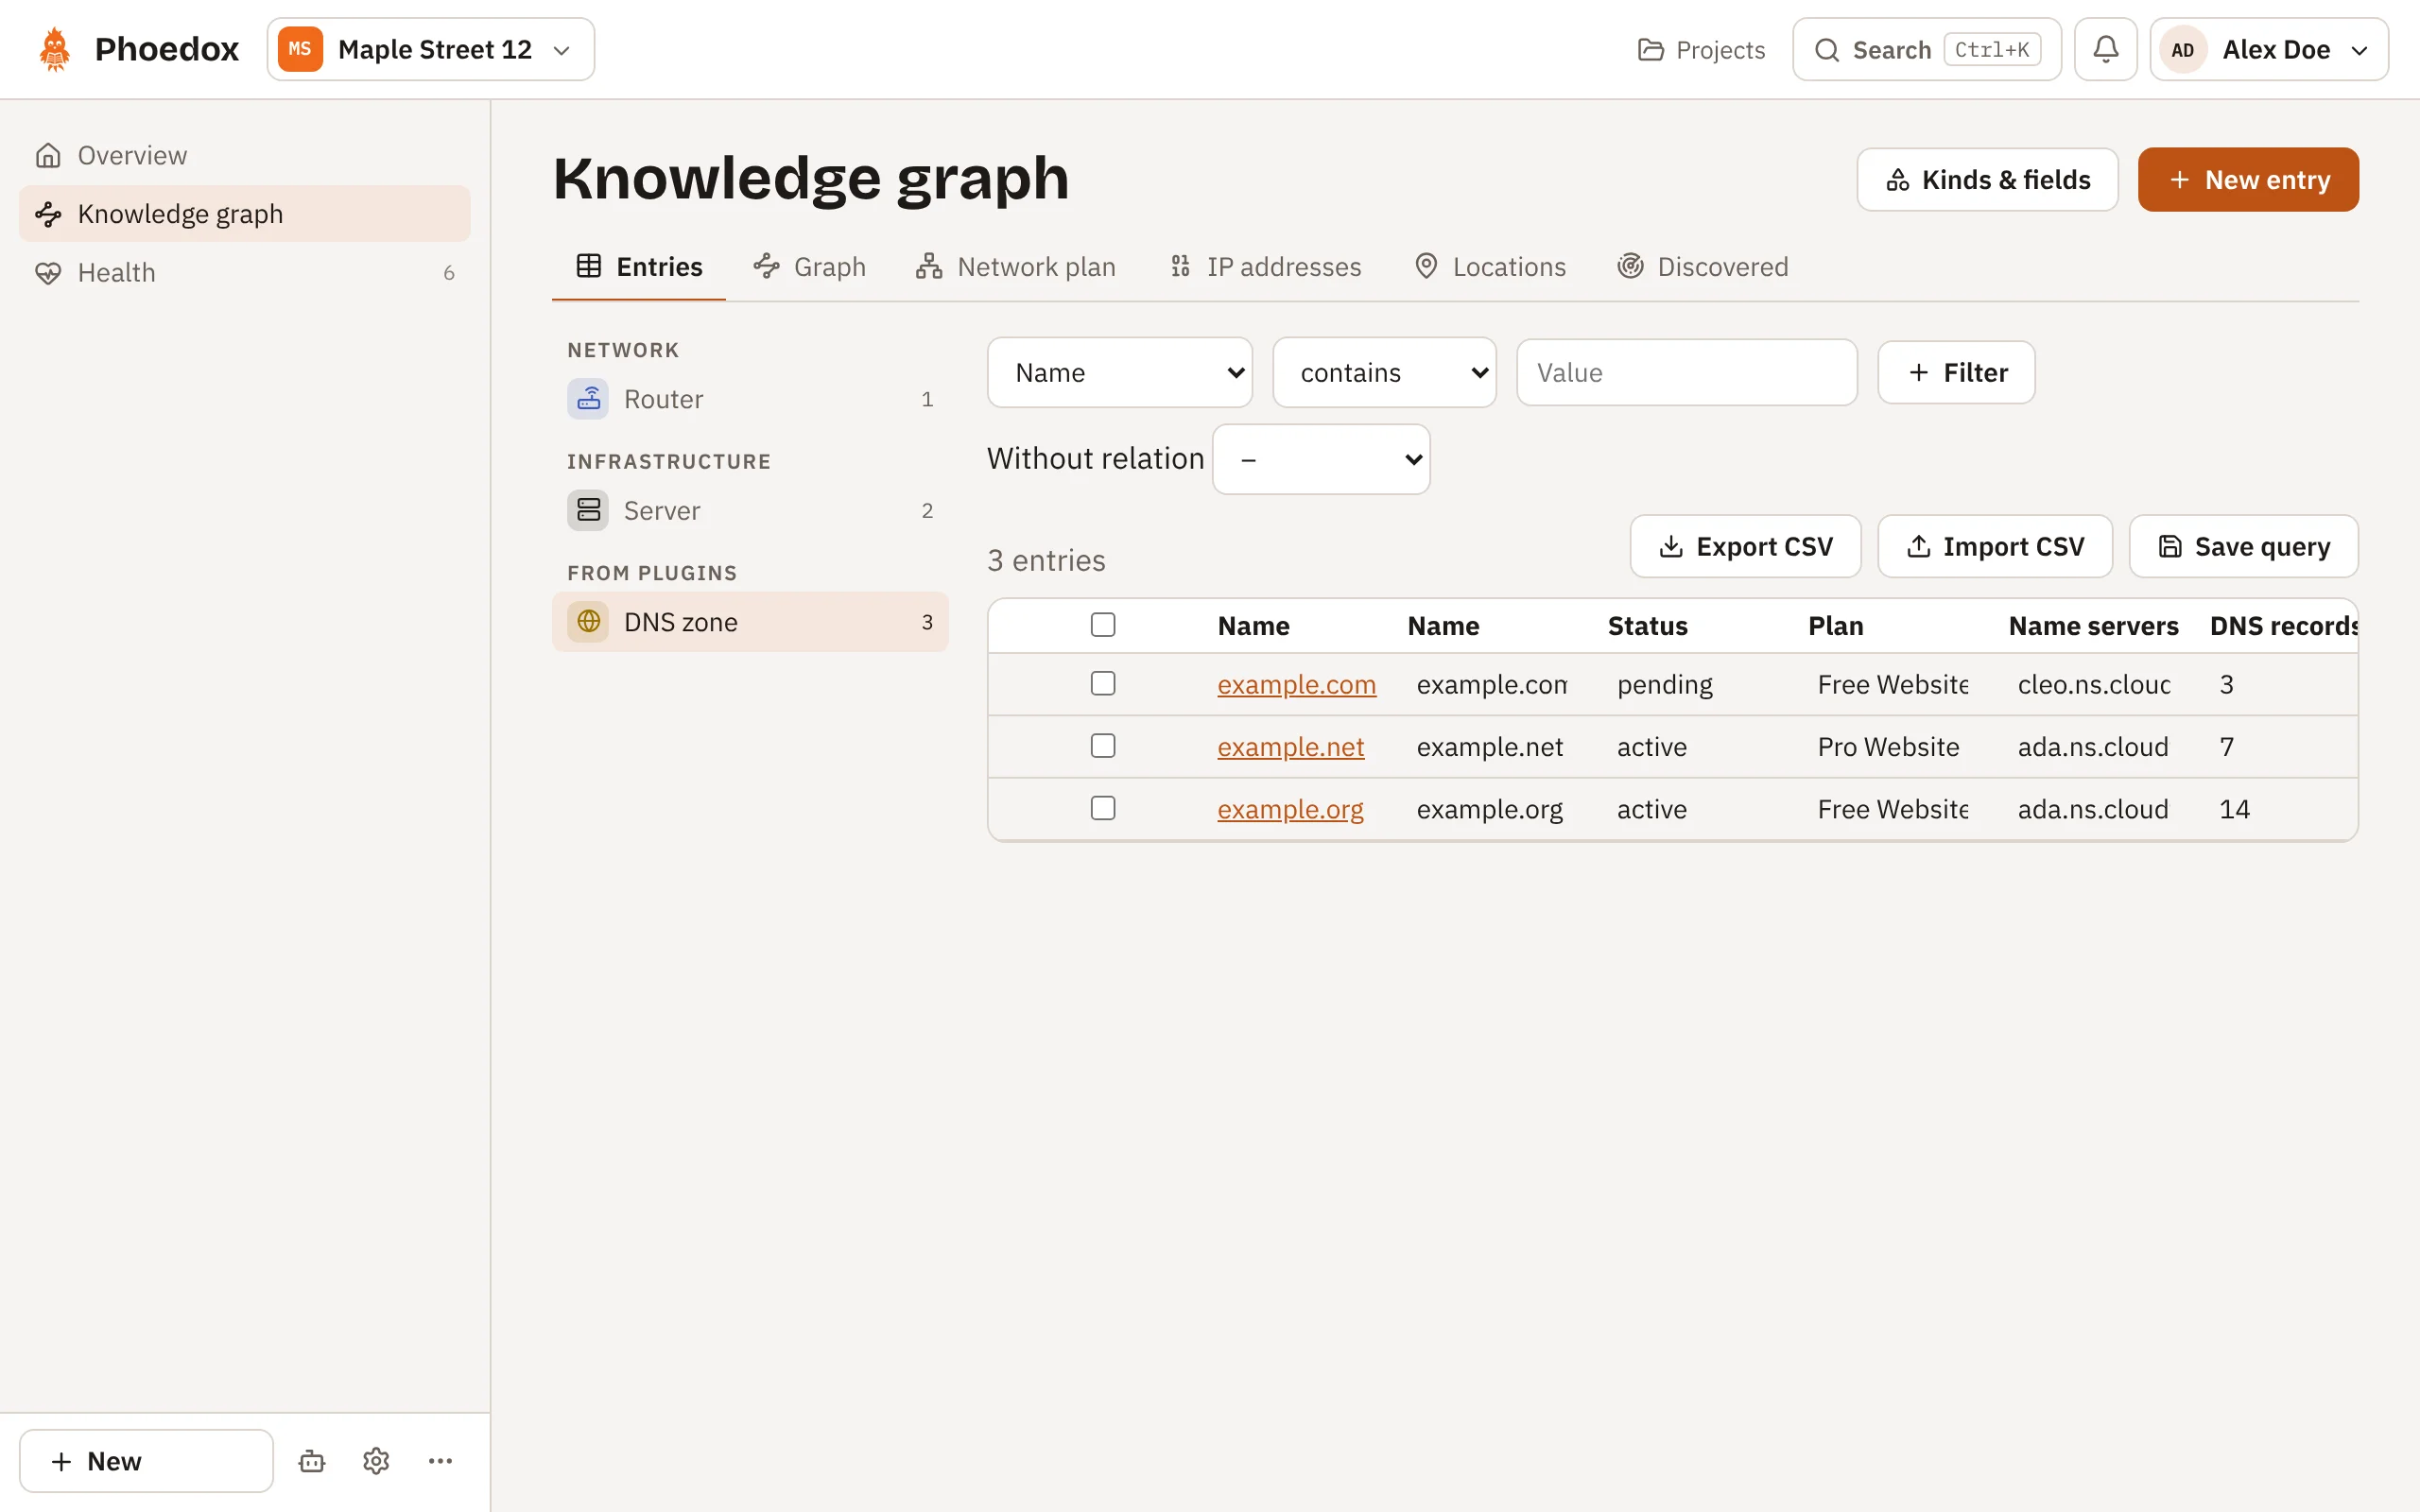 Phoedox
MS Maple Street 12
Projects
Search Ctrl+K
AD Alex Doe
Overview
Knowledge graph
Health 6
Knowledge graph
Kinds & fields
New entry
Entries
Graph
Network plan
IP addresses
Locations
Discovered
NETWORK
Router 1
INFRASTRUCTURE
Server 2
FROM PLUGINS
DNS zone 3
Name
contains
Value
Filter
Without relation –
3 entries
Export CSV
Import CSV
Save query
Name Name Status Plan Name servers DNS records
example.com example.com pending Free Website cleo.ns.cloud 3
example.net example.net active Pro Website ada.ns.cloud 7
example.org example.org active Free Website ada.ns.cloud 14
New